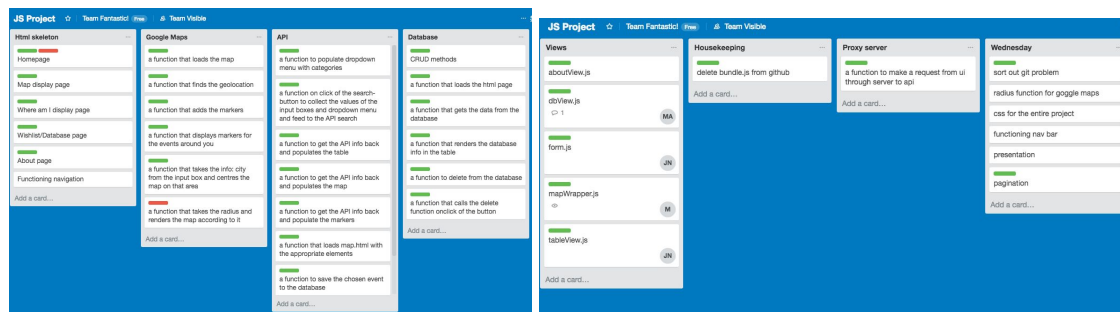 JS Project ☆ Team Fantastic! Free Team Visible ...
Html skeleton ...
Homepage
Map display page
Where am I display page
Wishlist/Database page
About page
Functioning navigation
Add a card...
Google Maps ...
a function that loads the map
a function that finds the geolocation
a function that adds the markers
a function that displays markers for
the events around you
a function that takes the info: city
from the input box and centres the
map on that area
a function that takes the radius and
renders the map according to it
Add a card...
API ...
a function to populate dropdown
menu with categories
a function on click of the search-
button to collect the values of the
input boxes and dropdown menu
and feed to the API search
a function to get the API info back
and populates the table
a function to get the API info back
and populates the map
a function to get the API info back
and populate the markers
a function that loads map.html with
the appropriate elements
a function to save the chosen event
to the database
Add a card...
Database ...
CRUD methods
a function that loads the html page
a function that gets the data from the
database
a function that renders the database
info in the table
a function to delete from the database
a function that calls the delete
function onclick of the button
Add a card...
JS Project ☆ Team Fantastic! Free Team Visible
Views ...
aboutView.js
dbView.js
1
MA
form.js
JN
mapWrapper.js
M
tableView.js
JN
Add a card...
Housekeeping ...
delete bundle.js from github
Add a card...
Proxy server ...
a function to make a request from ui
through server to api
Add a card...
Wednesday
sort out git problem
radius function for goggle maps
css for the entire project
functioning nav bar
presentation
pagination
Add a card...